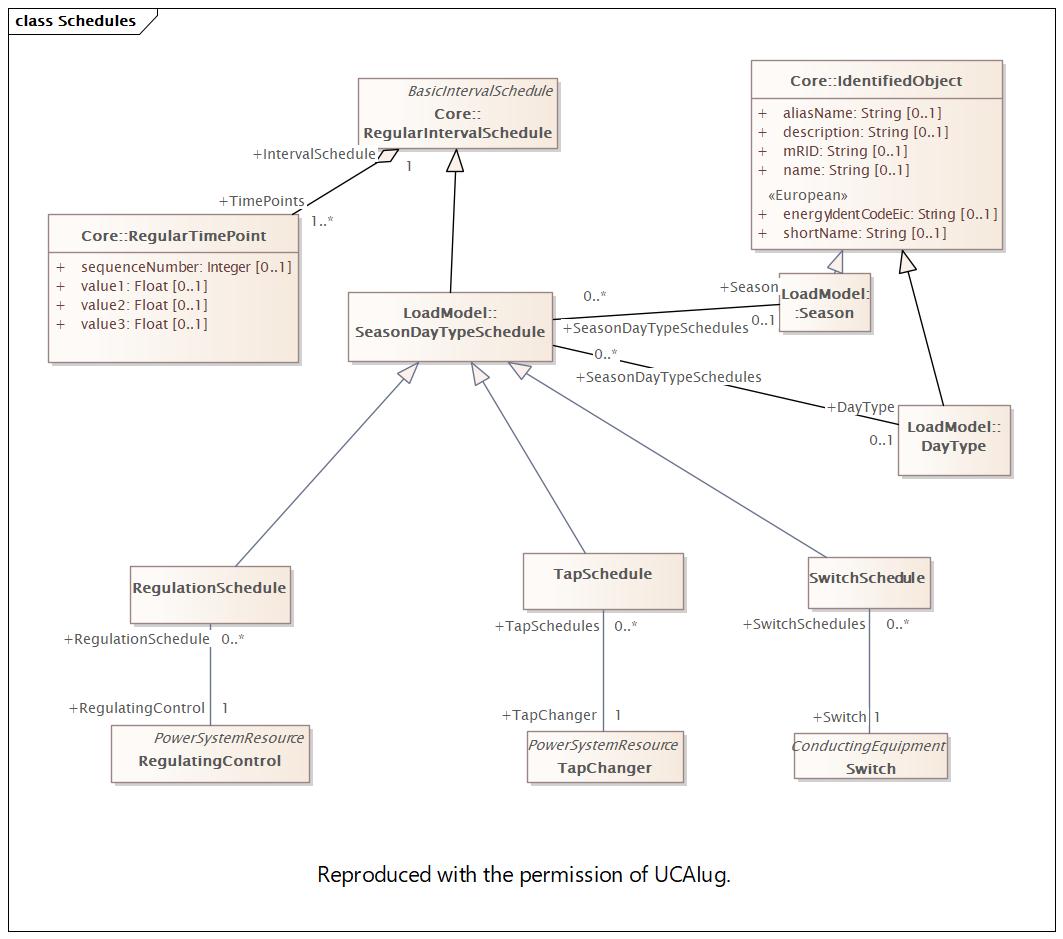 class Schedules
BasicIntervalSchedule
Core::
RegularIntervalSchedule
+IntervalSchedule
1
+TimePoints
1..*
Core::RegularTimePoint
+ sequenceNumber: Integer [0..1]
+ value1: Float [0..1]
+ value2: Float [0..1]
+ value3: Float [0..1]
Core::IdentifiedObject
+ aliasName: String [0..1]
+ description: String [0..1]
+ mRID: String [0..1]
+ name: String [0..1]
«European»
+ energyIdentCodeEic: String [0..1]
+ shortName: String [0..1]
LoadModel::
SeasonDayTypeSchedule
0..*
+SeasonDayTypeSchedules
+Season
0..1
LoadModel:
:Season
0..*
+SeasonDayTypeSchedules
+DayType
0..1
LoadModel::
DayType
RegulationSchedule
+RegulationSchedule 0..*
+RegulatingControl 1
PowerSystemResource
RegulatingControl
TapSchedule
+TapSchedules 0..*
+TapChanger 1
PowerSystemResource
TapChanger
SwitchSchedule
+SwitchSchedules 0..*
+Switch 1
ConductingEquipment
Switch
Reproduced with the permission of UCAIug.